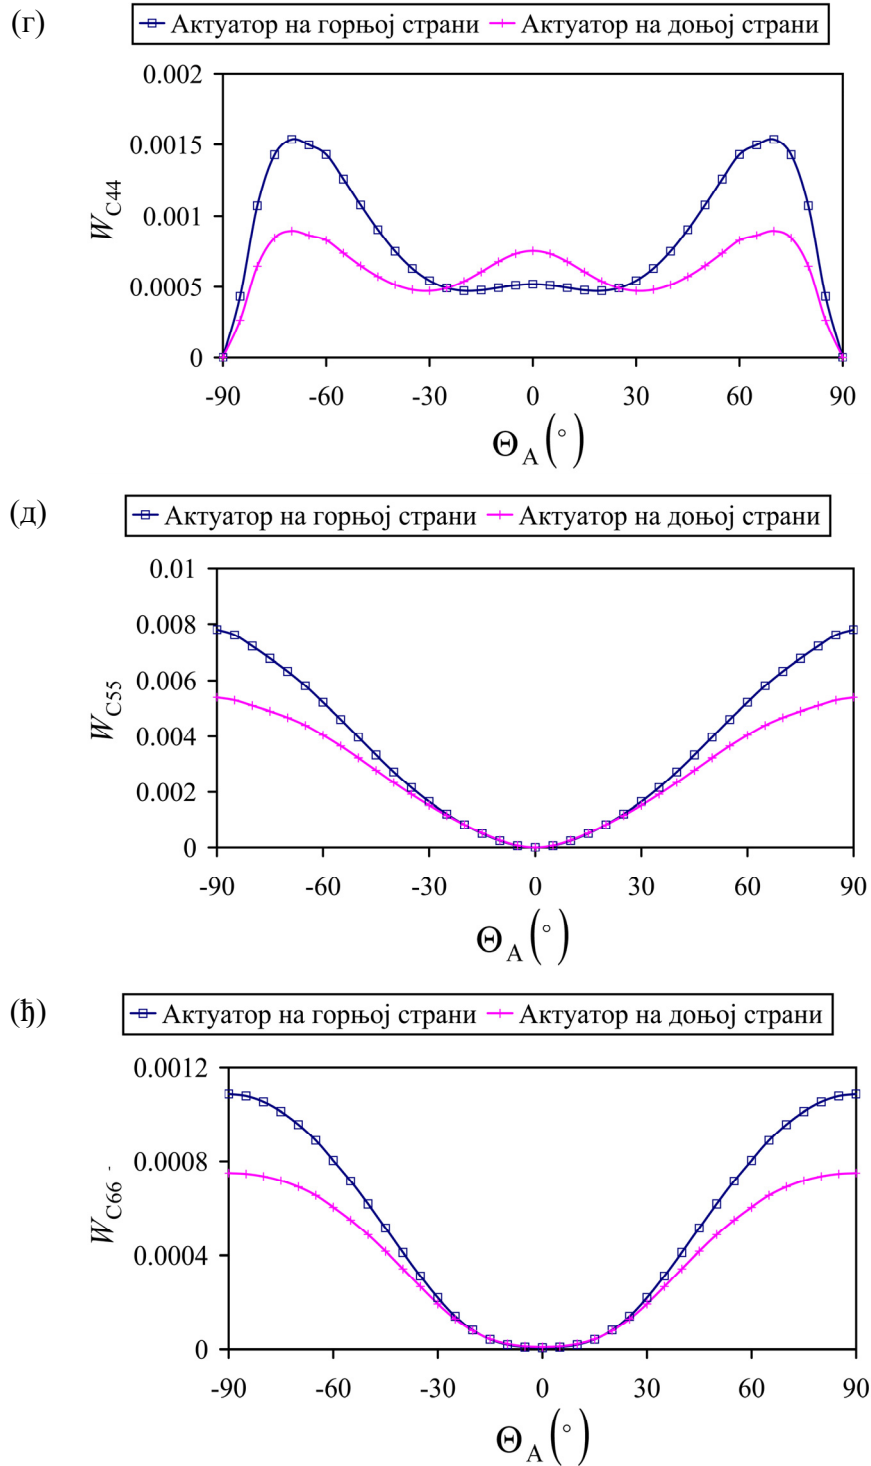 (г)
Актуатор на горњој страни Актуатор на доњој страни
0.002
0.0015
0.001
0.0005
0
W_C44
-90 -60 -30 0 30 60 90
Θ_A (°)
(д)
Актуатор на горњој страни Актуатор на доњој страни
0.01
0.008
0.006
0.004
0.002
0
W_C55
-90 -60 -30 0 30 60 90
Θ_A (°)
(ђ)
Актуатор на горњој страни Актуатор на доњој страни
0.0012
0.0008
0.0004
0
W_C66
-90 -60 -30 0 30 60 90
Θ_A (°)